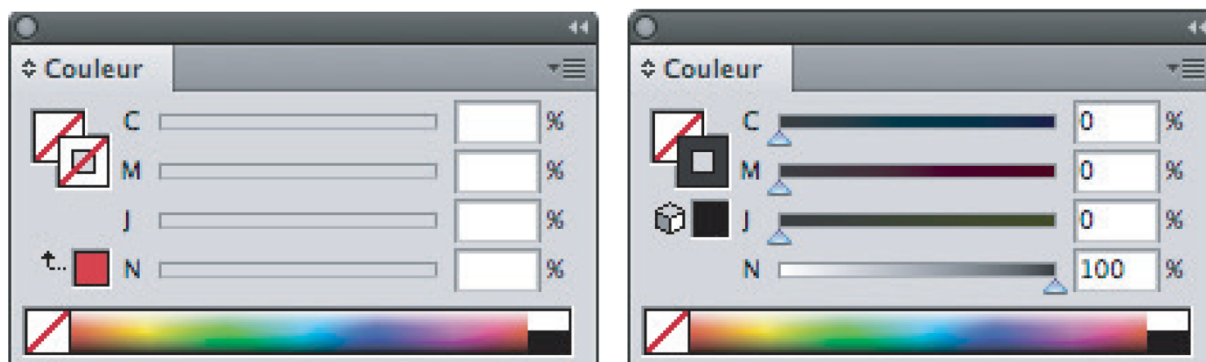 Couleur
C %
M %
J %
N %
Couleur
C 0 %
M 0 %
J 0 %
N 100 %